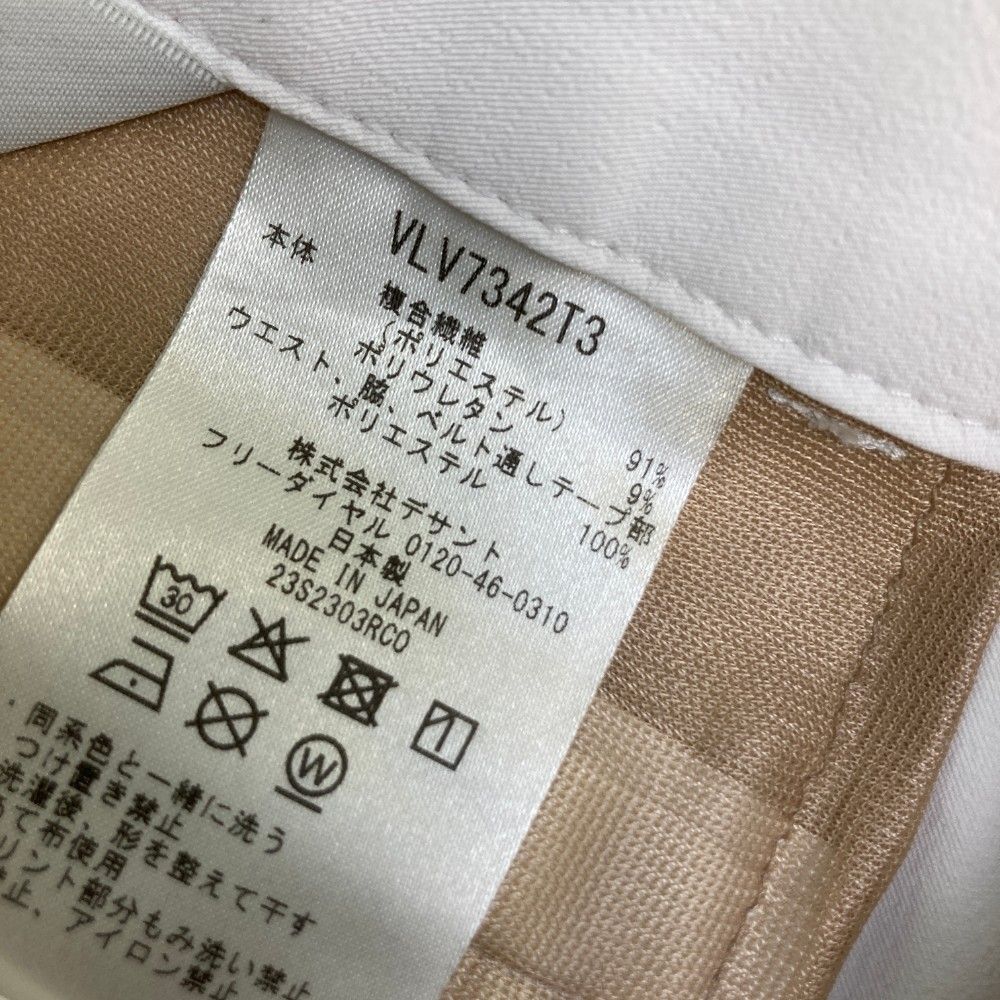 VLV7342T3
本体
複合繊維
(ポリエステル) 91%
ポリウレタン 9%
ウエスト、脇、ベルト通しテープ部
ポリエステル 100%
株式会社デサント
フリーダイヤル 0120-46-0310
日本製
MADE IN JAPAN
23S2303RCO
30
W
・同系色と一緒に洗う
つけ置き禁止
洗濯後、形を整えて干す
て布使用
リント部分もみ洗い禁止
止、アイロン禁止